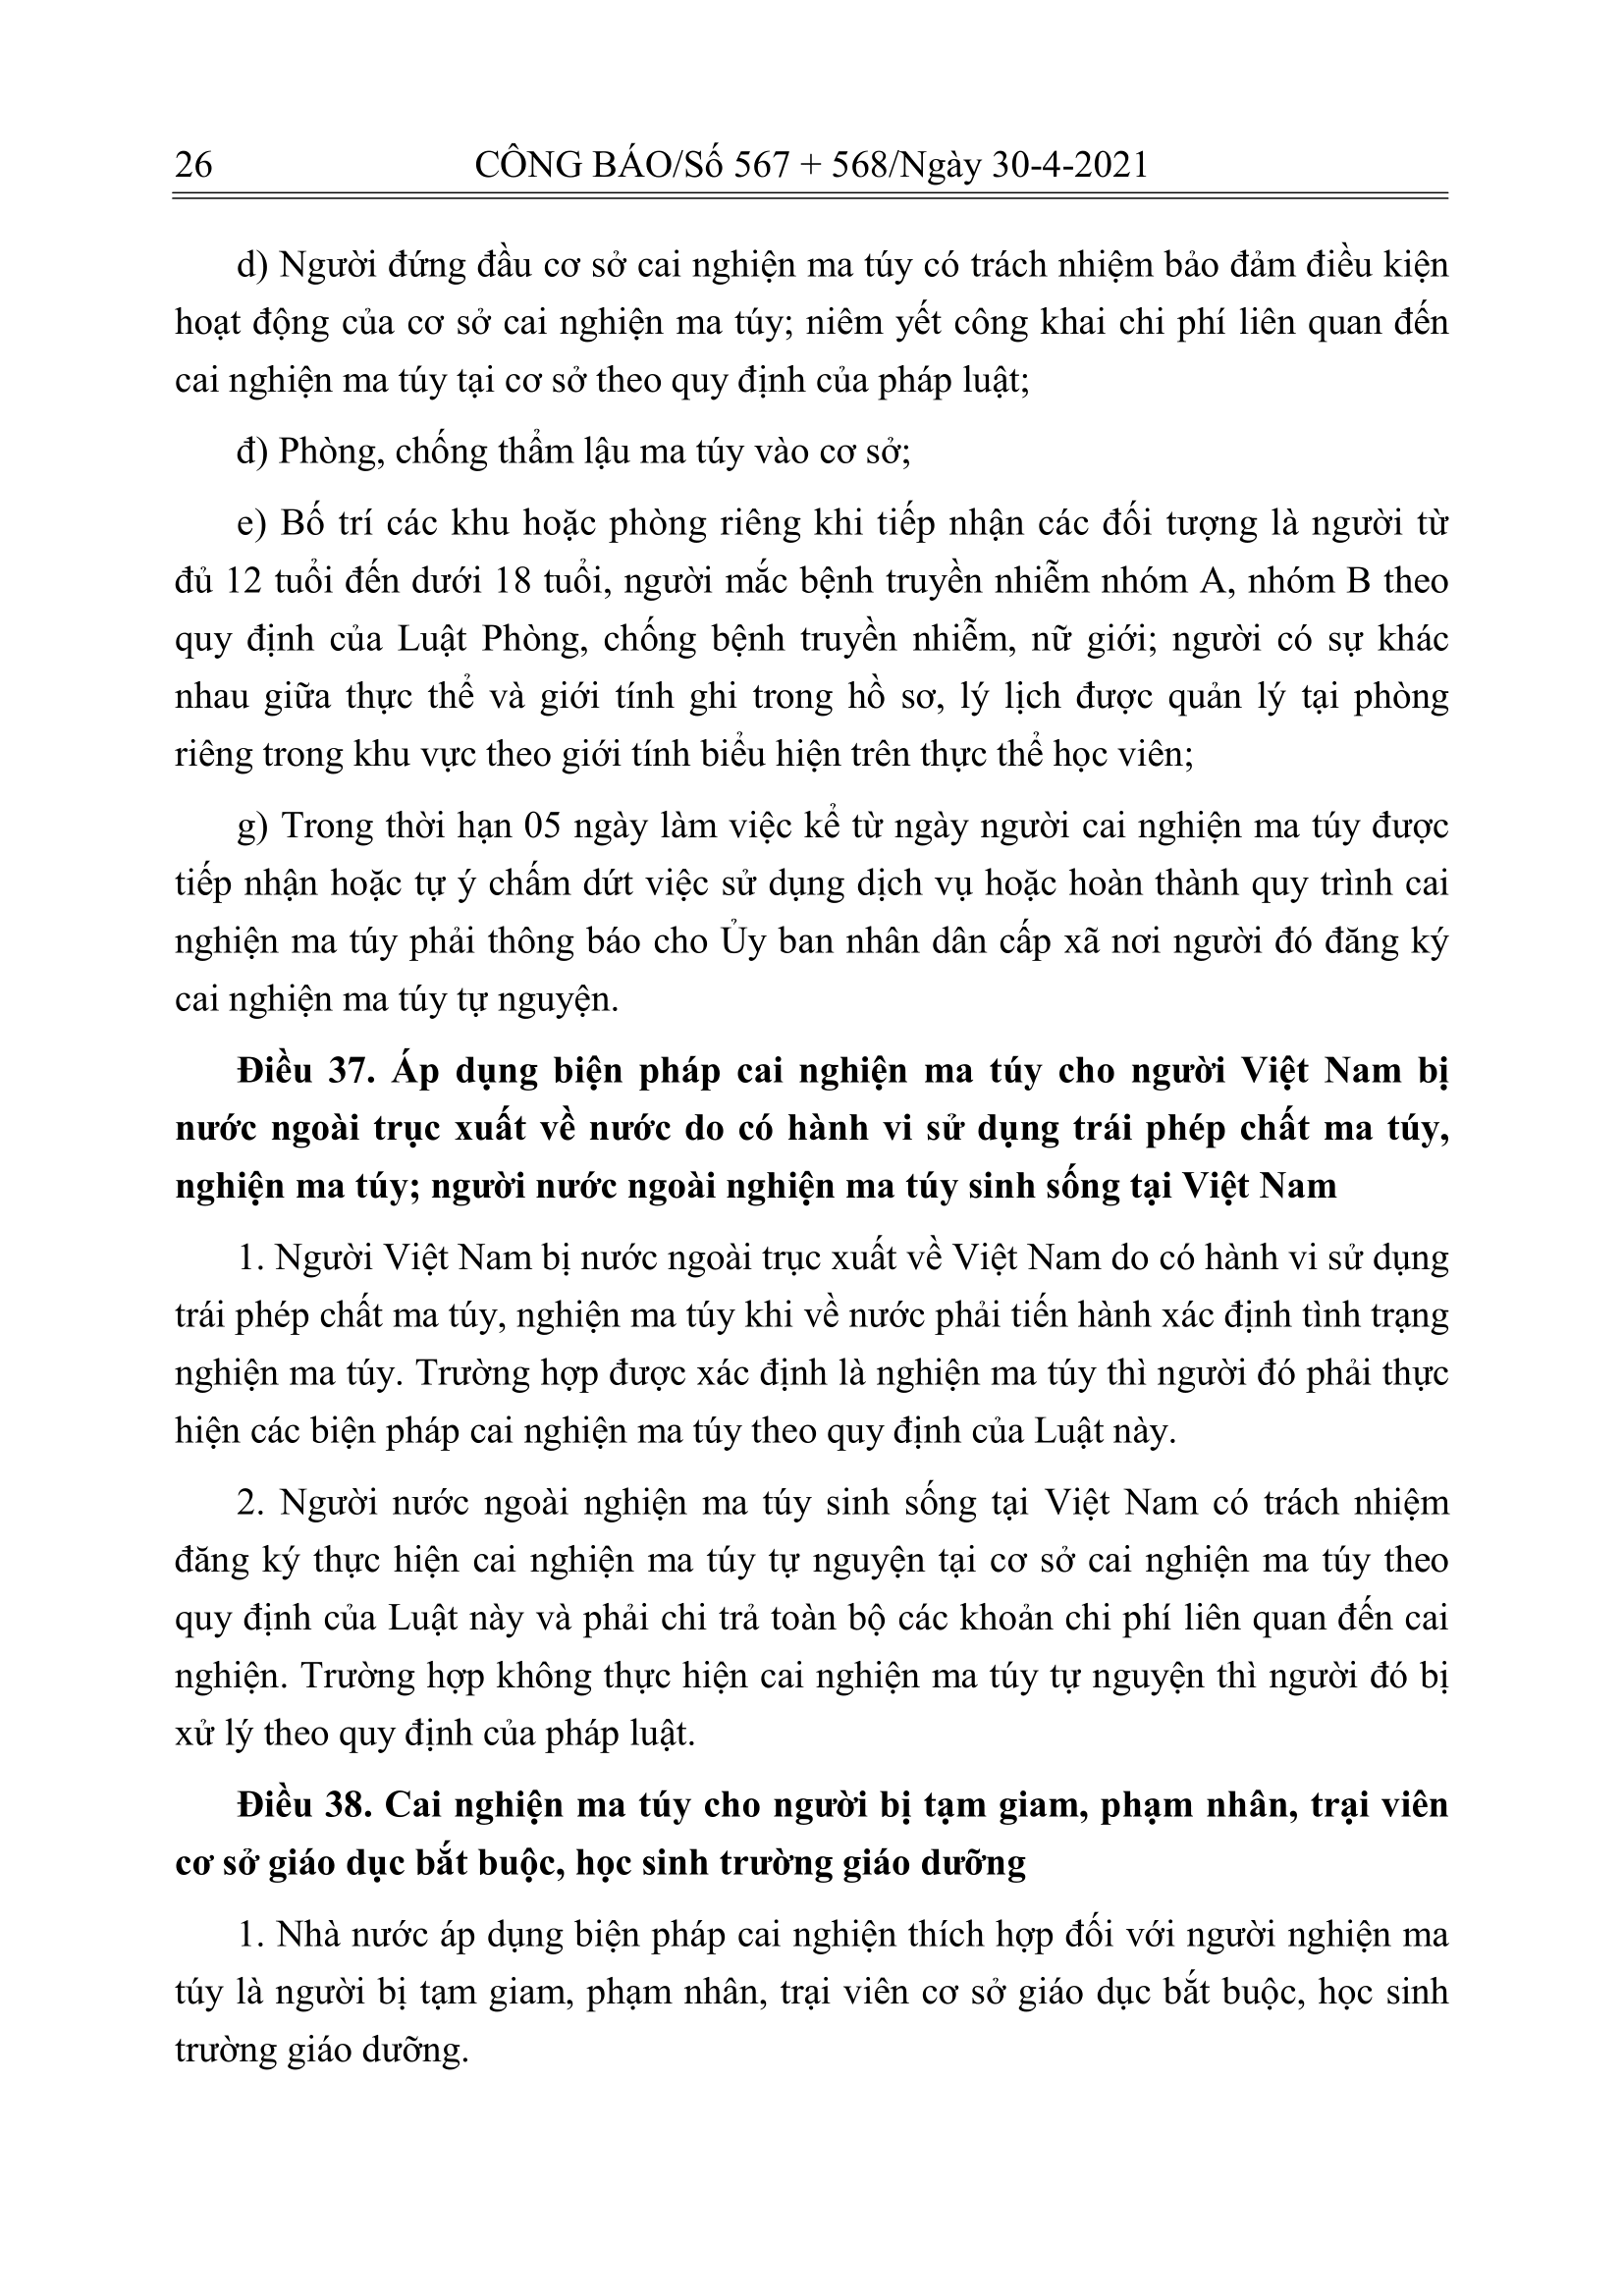 26
CÔNG BÁO/Số 567 + 568/Ngày 30-4-2021
d) Người đứng đầu cơ sở cai nghiện ma túy có trách nhiệm bảo đảm điều kiện
hoạt động của cơ sở cai nghiện ma túy; niêm yết công khai chi phí liên quan đến
cai nghiện ma túy tại cơ sở theo quy định của pháp luật;
đ) Phòng, chống thẩm lậu ma túy vào cơ sở;
e) Bố trí các khu hoặc phòng riêng khi tiếp nhận các đối tượng là người từ
đủ 12 tuổi đến dưới 18 tuổi, người mắc bệnh truyền nhiễm nhóm A, nhóm B theo
quy định của Luật Phòng, chống bệnh truyền nhiễm, nữ giới; người có sự khác
nhau giữa thực thể và giới tính ghi trong hồ sơ, lý lịch được quản lý tại phòng
riêng trong khu vực theo giới tính biểu hiện trên thực thể học viên;
g) Trong thời hạn 05 ngày làm việc kể từ ngày người cai nghiện ma túy được
tiếp nhận hoặc tự ý chấm dứt việc sử dụng dịch vụ hoặc hoàn thành quy trình cai
nghiện ma túy phải thông báo cho Ủy ban nhân dân cấp xã nơi người đó đăng ký
cai nghiện ma túy tự nguyện.
Điều 37. Áp dụng biện pháp cai nghiện ma túy cho người Việt Nam bị
nước ngoài trục xuất về nước do có hành vi sử dụng trái phép chất ma túy,
nghiện ma túy; người nước ngoài nghiện ma túy sinh sống tại Việt Nam
1. Người Việt Nam bị nước ngoài trục xuất về Việt Nam do có hành vi sử dụng
trái phép chất ma túy, nghiện ma túy khi về nước phải tiến hành xác định tình trạng
nghiện ma túy. Trường hợp được xác định là nghiện ma túy thì người đó phải thực
hiện các biện pháp cai nghiện ma túy theo quy định của Luật này.
2. Người nước ngoài nghiện ma túy sinh sống tại Việt Nam có trách nhiệm
đăng ký thực hiện cai nghiện ma túy tự nguyện tại cơ sở cai nghiện ma túy theo
quy định của Luật này và phải chi trả toàn bộ các khoản chi phí liên quan đến cai
nghiện. Trường hợp không thực hiện cai nghiện ma túy tự nguyện thì người đó bị
xử lý theo quy định của pháp luật.
Điều 38. Cai nghiện ma túy cho người bị tạm giam, phạm nhân, trại viên
cơ sở giáo dục bắt buộc, học sinh trường giáo dưỡng
1. Nhà nước áp dụng biện pháp cai nghiện thích hợp đối với người nghiện ma
túy là người bị tạm giam, phạm nhân, trại viên cơ sở giáo dục bắt buộc, học sinh
trường giáo dưỡng.